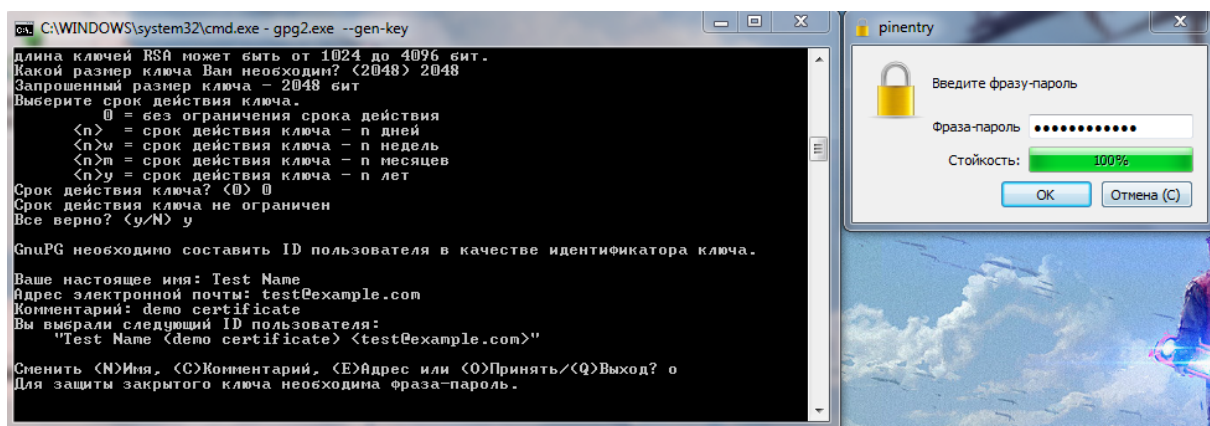 C:\WINDOWS\system32\cmd.exe - gpg2.exe --gen-key
длина ключей RSA может быть от 1024 до 4096 бит.
Какой размер ключа Вам необходим? (2048) 2048
Запрошенный размер ключа - 2048 бит
Выберите срок действия ключа.
0 = без ограничения срока действия
<n> = срок действия ключа - n дней
<n>w = срок действия ключа - n недель
<n>m = срок действия ключа - n месяцев
<n>y = срок действия ключа - n лет
Срок действия ключа? (0) 0
Срок действия ключа не ограничен
Все верно? (y/N) y
GnuPG необходимо составить ID пользователя в качестве идентификатора ключа.
Ваше настоящее имя: Test Name
Адрес электронной почты: test@example.com
Комментарий: demo certificate
Вы выбрали следующий ID пользователя:
"Test Name (demo certificate) <test@example.com>"
Сменить (N)Имя, (C)Комментарий, (E)Адрес или (O)Принять/(Q)Выход? o
Для защиты закрытого ключа необходима фраза-пароль.
pinentry
Введите фразу-пароль
Фраза-пароль ●●●●●●●●●●●●
Стойкость: 100%
OK Отмена (C)